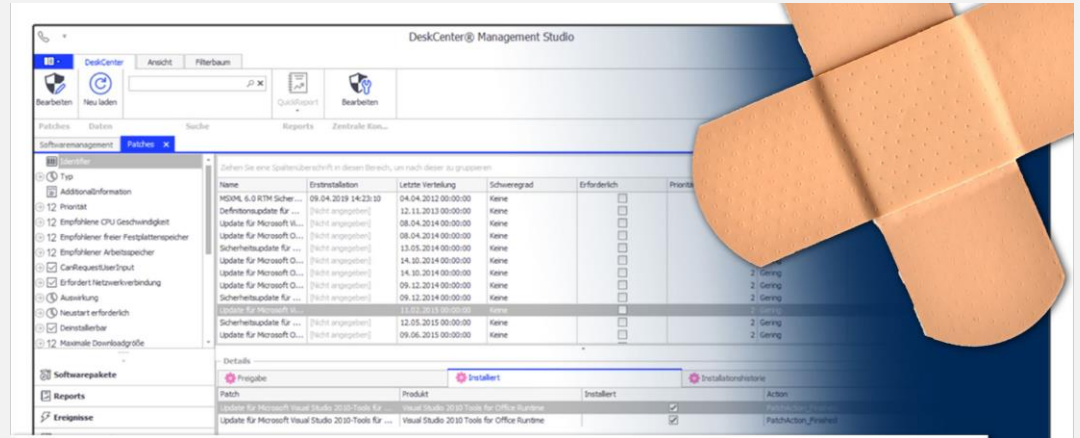 DeskCenter® Management Studio
DeskCenter Ansicht Filterbaum
Bearbeiten Neu laden QuickReport Bearbeiten
Patches Daten Suche Reports Zentrale Kon...
Softwaremanagement Patches
Identifier
Typ
AdditionalInformation
12 Priorität
12 Empfohlene CPU Geschwindigkeit
12 Empfohlener freier Festplattenspeicher
12 Empfohlener Arbeitsspeicher
CanRequestUserInput
Erfordert Netzwerkverbindung
Auswirkung
Neustart erforderlich
Deinstallierbar
12 Maximale Downloadgröße
Softwarepakete
Reports
Ereignisse
Ziehen Sie eine Spaltenüberschrift in diesen Bereich, um nach dieser zu gruppieren
Name Erstinstallation Letzte Verteilung Schweregrad Erforderlich
MSXML 6.0 RTM Sicher... 09.04.2019 14:23:10 04.04.2012 00:00:00 Keine
Definitionsupdate für ... [Nicht angegeben] 12.11.2013 00:00:00 Keine
Update für Microsoft Vi... [Nicht angegeben] 08.04.2014 00:00:00 Keine
Update für Microsoft O... [Nicht angegeben] 08.04.2014 00:00:00 Keine
Sicherheitsupdate für ... [Nicht angegeben] 13.05.2014 00:00:00 Keine
Update für Microsoft O... [Nicht angegeben] 14.10.2014 00:00:00 Keine
Update für Microsoft O... [Nicht angegeben] 14.10.2014 00:00:00 Keine 2 Gering
Update für Microsoft O... [Nicht angegeben] 09.12.2014 00:00:00 Keine 2 Gering
Sicherheitsupdate für ... [Nicht angegeben] 09.12.2014 00:00:00 Keine 2 Gering
Update für Microsoft Vi... [Nicht angegeben] 11.02.2015 00:00:00 Keine 2 Gering
Sicherheitsupdate für ... [Nicht angegeben] 12.05.2015 00:00:00 Keine 2 Gering
Update für Microsoft O... [Nicht angegeben] 09.06.2015 00:00:00 Keine 2 Gering
Details
Freigabe Installiert Installationshistorie
Patch Produkt Installiert Action
Update für Microsoft Visual Studio 2010-Tools für ... Visual Studio 2010 Tools for Office Runtime PatchAction_Finished
Update für Microsoft Visual Studio 2010-Tools für ... Visual Studio 2010 Tools for Office Runtime PatchAction_Finished